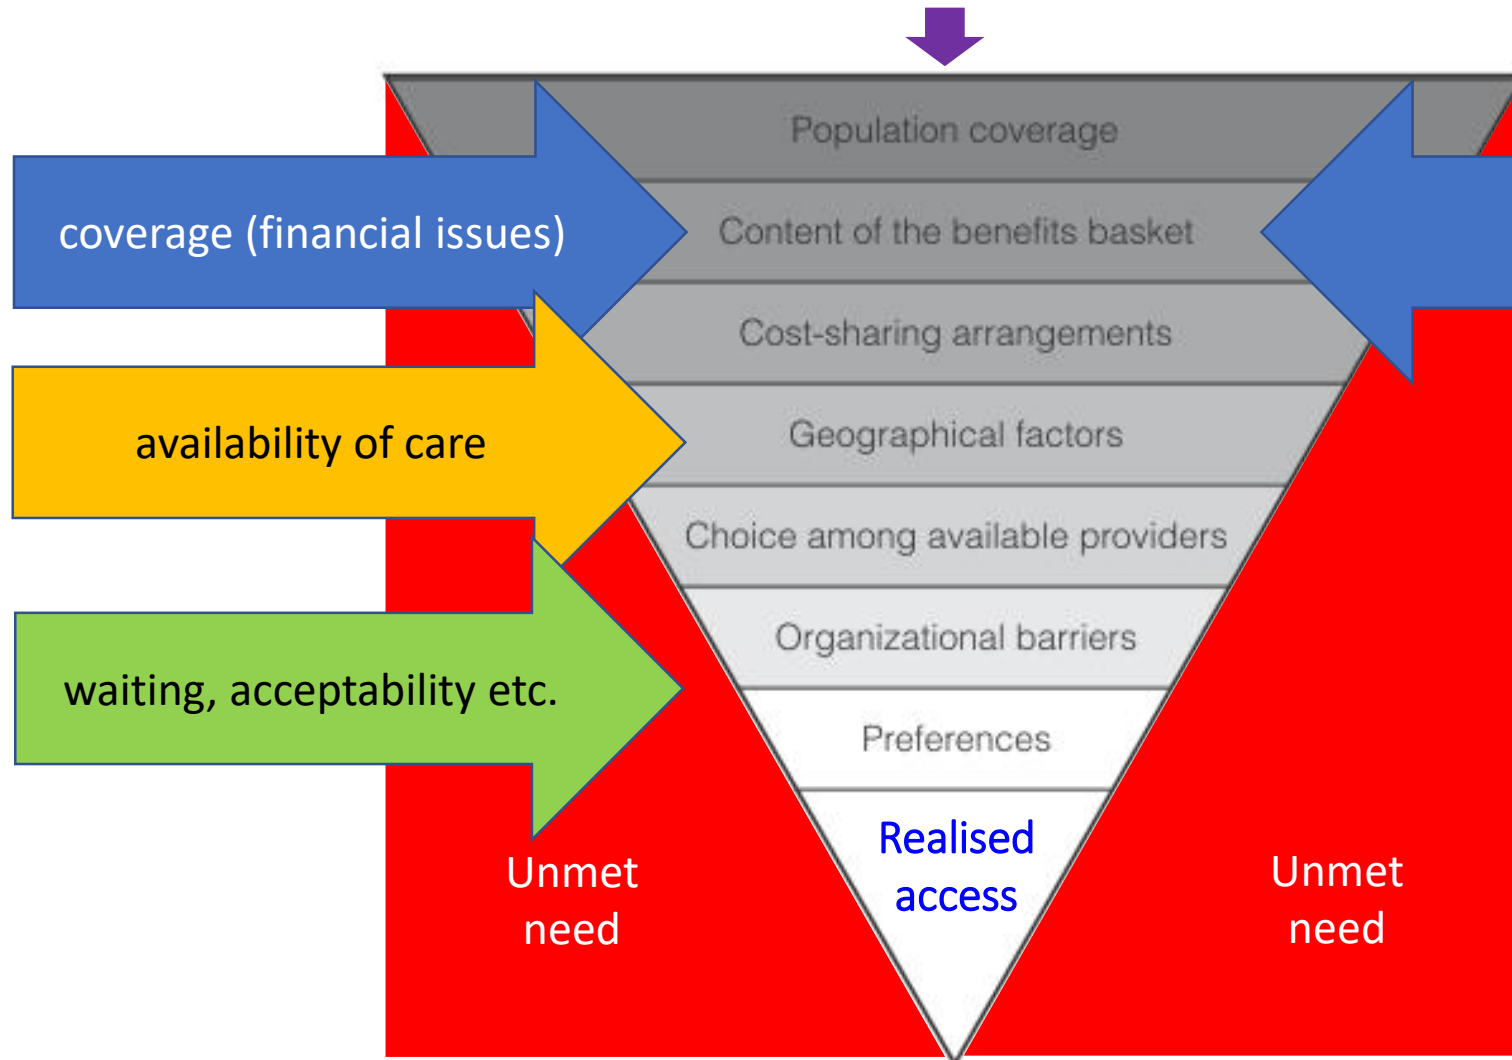 Population coverage
coverage (financial issues)
Content of the benefits basket
Cost-sharing arrangements
availability of care
Geographical factors
Choice among available providers
Organizational barriers
waiting, acceptability etc.
Preferences
Realised
access
Unmet
need
Unmet
need